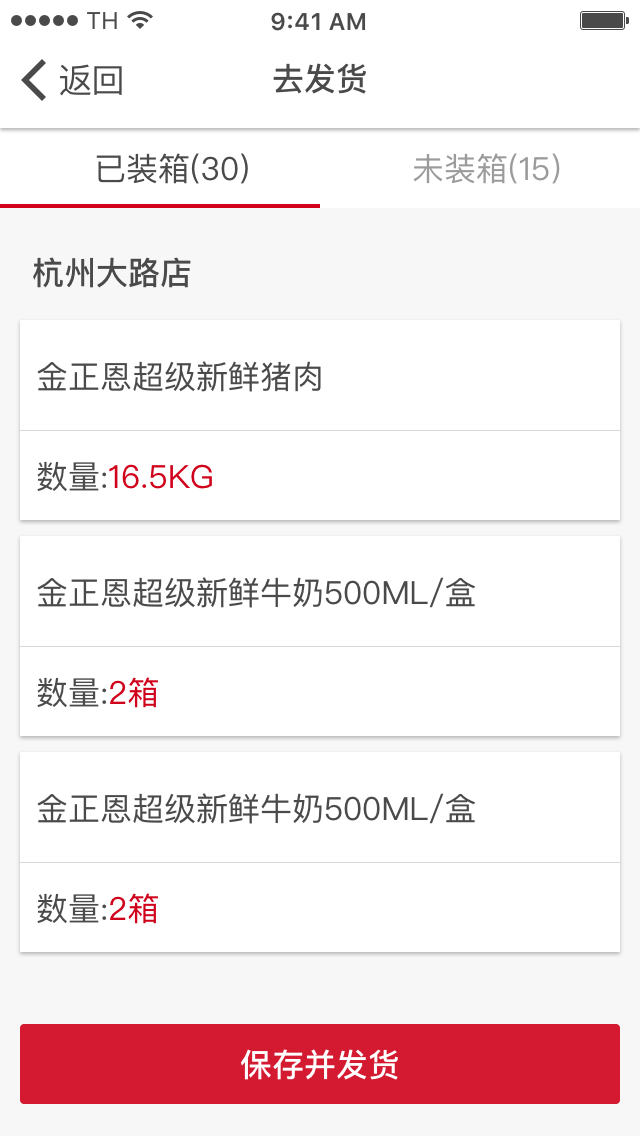 TH 9:41 AM
返回 去发货
已装箱(30) 未装箱(15)
杭州大路店
金正恩超级新鲜猪肉
数量:16.5KG
金正恩超级新鲜牛奶500ML/盒
数量:2箱
金正恩超级新鲜牛奶500ML/盒
数量:2箱
保存并发货